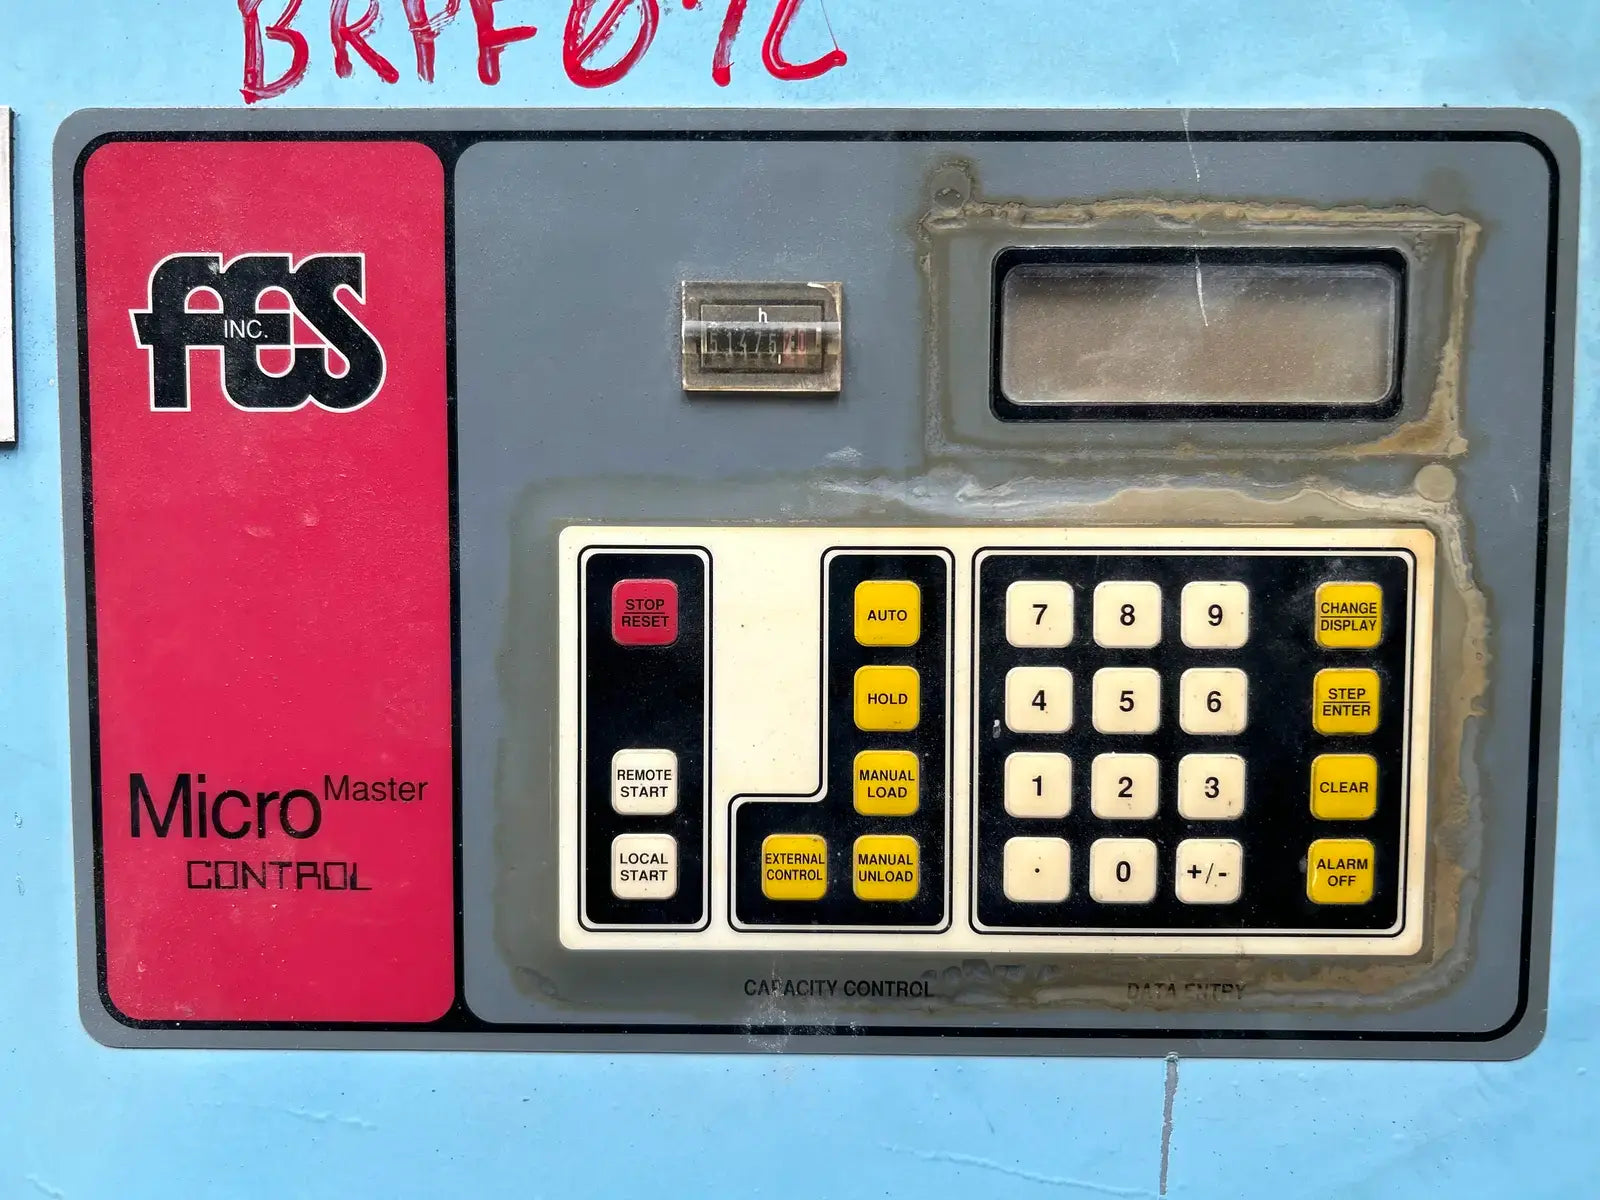 FES
INC.
h
Micro Master
CONTROL
STOP
RESET
REMOTE
START
LOCAL
START
AUTO
HOLD
MANUAL
LOAD
EXTERNAL
CONTROL
MANUAL
UNLOAD
7 8 9
4 5 6
1 2 3
. 0 +/-
CHANGE
DISPLAY
STEP
ENTER
CLEAR
ALARM
OFF
CAPACITY CONTROL
DATA ENTRY